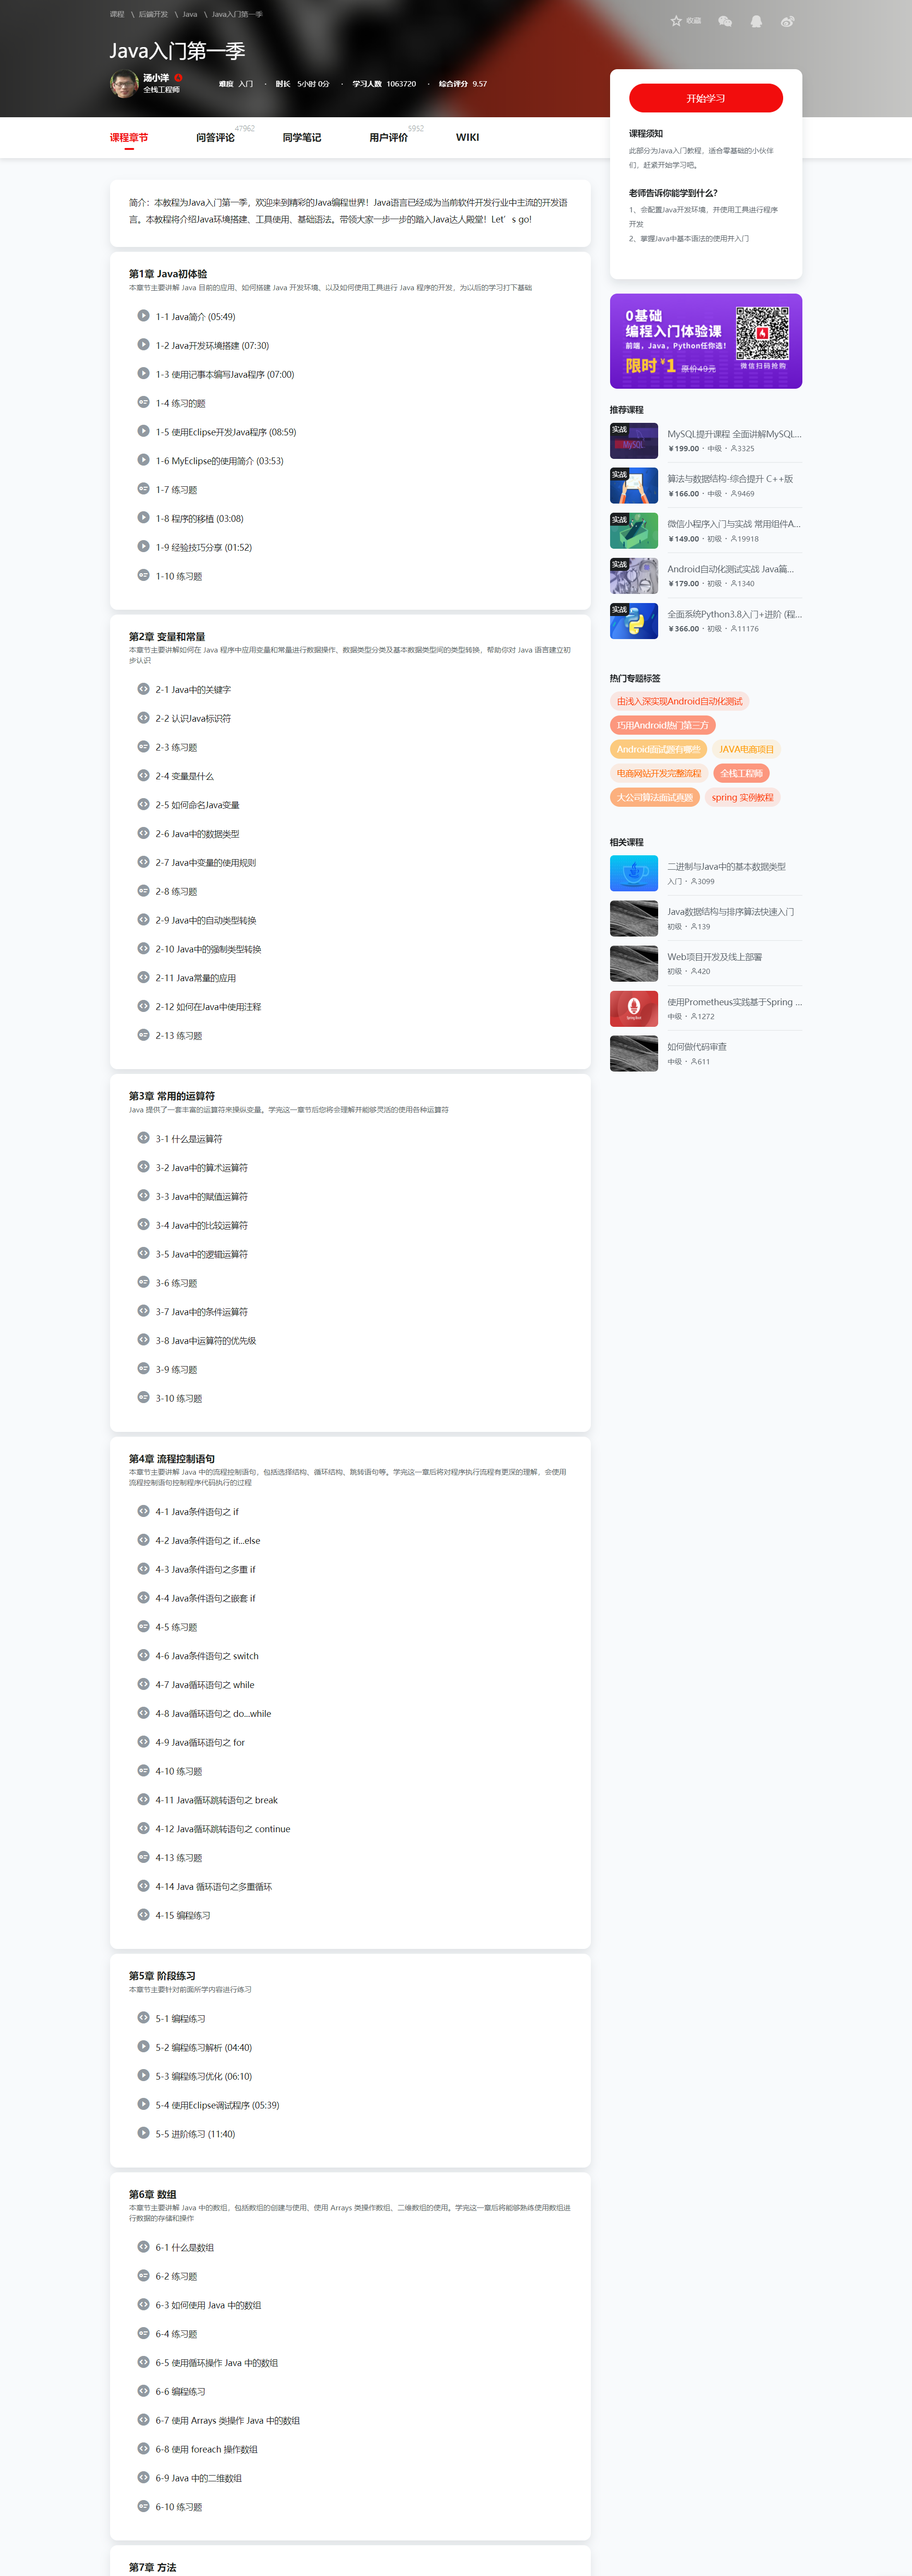 课程 \ 后端开发 \ Java \ Java入门第一季
收藏
Java入门第一季
汤小洋
全栈工程师
难度 入门 · 时长 5小时 0分 · 学习人数 1063720 · 综合评分 9.57
课程章节
问答评论 47962
同学笔记
用户评价 5952
WIKI
简介：本教程为Java入门第一季，欢迎来到精彩的Java编程世界！Java语言已经成为当前软件开发行业中主流的开发语
言。本教程将介绍Java环境搭建、工具使用、基础语法。带领大家一步一步的踏入Java达人殿堂！Let’s go!
第1章 Java初体验
本章节主要讲解 Java 目前的应用、如何搭建 Java 开发环境、以及如何使用工具进行 Java 程序的开发，为以后的学习打下基础
1-1 Java简介 (05:49)
1-2 Java开发环境搭建 (07:30)
1-3 使用记事本编写Java程序 (07:00)
1-4 练习的题
1-5 使用Eclipse开发Java程序 (08:59)
1-6 MyEclipse的使用简介 (03:53)
1-7 练习题
1-8 程序的移植 (03:08)
1-9 经验技巧分享 (01:52)
1-10 练习题
第2章 变量和常量
本章节主要讲解如何在 Java 程序中应用变量和常量进行数据操作、数据类型分类及基本数据类型间的类型转换，帮助你对 Java 语言建立初
步认识
2-1 Java中的关键字
2-2 认识Java标识符
2-3 练习题
2-4 变量是什么
2-5 如何命名Java变量
2-6 Java中的数据类型
2-7 Java中变量的使用规则
2-8 练习题
2-9 Java中的自动类型转换
2-10 Java中的强制类型转换
2-11 Java常量的应用
2-12 如何在Java中使用注释
2-13 练习题
第3章 常用的运算符
Java 提供了一套丰富的运算符来操纵变量。学完这一章节后您将会理解并能够灵活的使用各种运算符
3-1 什么是运算符
3-2 Java中的算术运算符
3-3 Java中的赋值运算符
3-4 Java中的比较运算符
3-5 Java中的逻辑运算符
3-6 练习题
3-7 Java中的条件运算符
3-8 Java中运算符的优先级
3-9 练习题
3-10 练习题
第4章 流程控制语句
本章节主要讲解 Java 中的流程控制语句，包括选择结构、循环结构、跳转语句等。学完这一章后将对程序执行流程有更深的理解，会使用
流程控制语句控制程序代码执行的过程
4-1 Java条件语句之 if
4-2 Java条件语句之 if...else
4-3 Java条件语句之多重 if
4-4 Java条件语句之嵌套 if
4-5 练习题
4-6 Java条件语句之 switch
4-7 Java循环语句之 while
4-8 Java循环语句之 do...while
4-9 Java循环语句之 for
4-10 练习题
4-11 Java循环跳转语句之 break
4-12 Java循环跳转语句之 continue
4-13 练习题
4-14 Java 循环语句之多重循环
4-15 编程练习
第5章 阶段练习
本章节主要针对前面所学内容进行练习
5-1 编程练习
5-2 编程练习解析 (04:40)
5-3 编程练习优化 (06:10)
5-4 使用Eclipse调试程序 (05:39)
5-5 进阶练习 (11:40)
第6章 数组
本章节主要讲解 Java 中的数组，包括数组的创建与使用、使用 Arrays 类操作数组、二维数组的使用。学完这一章后将能够熟练使用数组进
行数据的存储和操作
6-1 什么是数组
6-2 练习题
6-3 如何使用 Java 中的数组
6-4 练习题
6-5 使用循环操作 Java 中的数组
6-6 编程练习
6-7 使用 Arrays 类操作 Java 中的数组
6-8 使用 foreach 操作数组
6-9 Java 中的二维数组
6-10 练习题
第7章 方法
开始学习
课程须知
此部分为Java入门教程，适合零基础的小伙伴
们，赶紧开始学习吧。
老师告诉你能学到什么？
1、会配置Java开发环境，并使用工具进行程序
开发
2、掌握Java中基本语法的使用并入门
0基础
编程入门体验课
前端，Java，Python任你选！
限时¥1 原价49元
微信扫码抢购
推荐课程
实战
MySQL
MySQL提升课程 全面讲解MySQL...
¥199.00 · 中级 · 3325
实战
算法与数据结构-综合提升 C++版
¥166.00 · 中级 · 9469
实战
微信小程序入门与实战 常用组件A...
¥149.00 · 初级 · 19918
实战
Android自动化测试实战 Java篇...
¥179.00 · 初级 · 1340
实战
全面系统Python3.8入门+进阶 (程...
¥366.00 · 初级 · 11176
热门专题标签
由浅入深实现Android自动化测试
巧用Android热门第三方
Android面试题有哪些
JAVA电商项目
电商网站开发完整流程
全栈工程师
大公司算法面试真题
spring 实例教程
相关课程
二进制与Java中的基本数据类型
入门 · 3099
Java数据结构与排序算法快速入门
初级 · 139
Web项目开发及线上部署
初级 · 420
Spring Boot
使用Prometheus实践基于Spring ...
中级 · 1272
如何做代码审查
中级 · 611